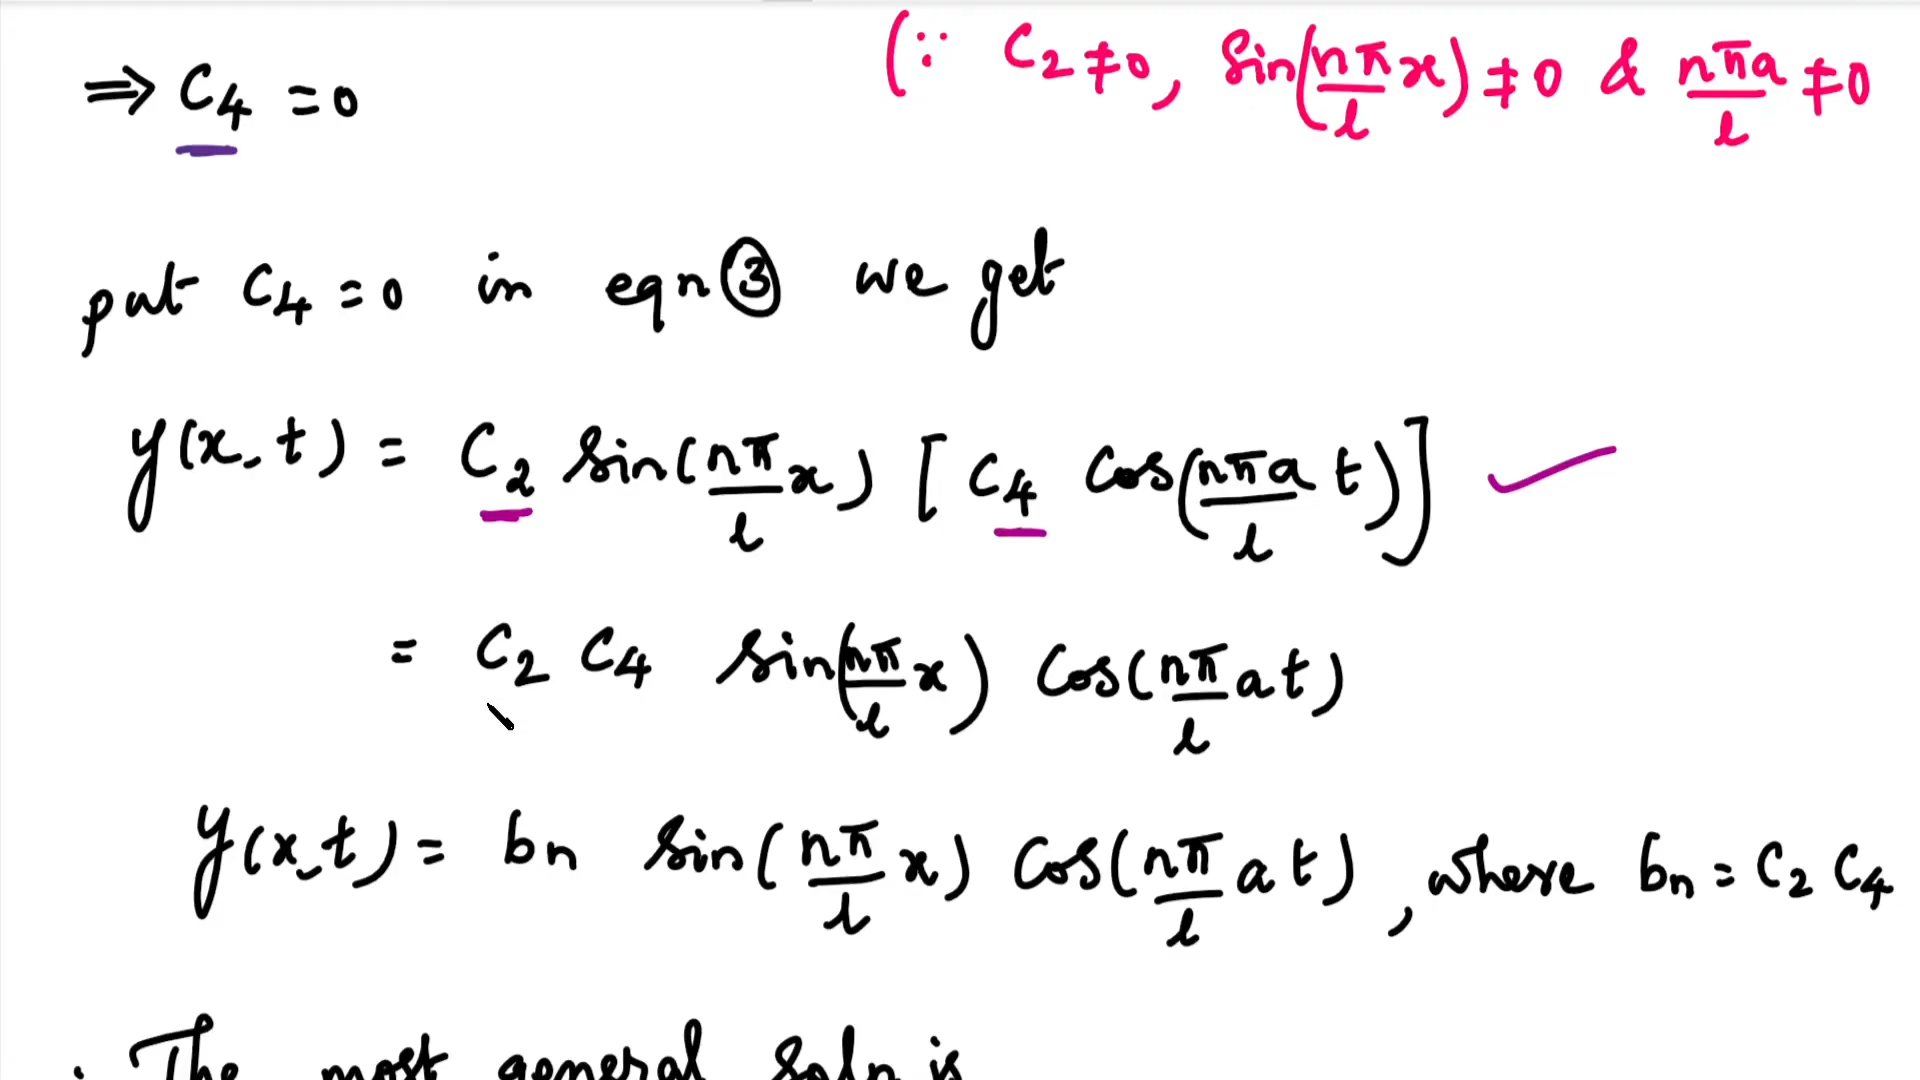 ⇒ C4 = 0 (∵ C2 ≠ 0, Sin(nπ/l x) ≠ 0 & nπa/l ≠ 0
put C4 = 0 in eqn ③ we get
y(x,t) = C2 Sin(nπ/l x) [C4 Cos(nπa/l t)]
= C2 C4 Sin(nπ/l x) Cos(nπ/l at)
y(x,t) = bn Sin(nπ/l x) Cos(nπ/l at), where bn = C2 C4
The most general Soln is